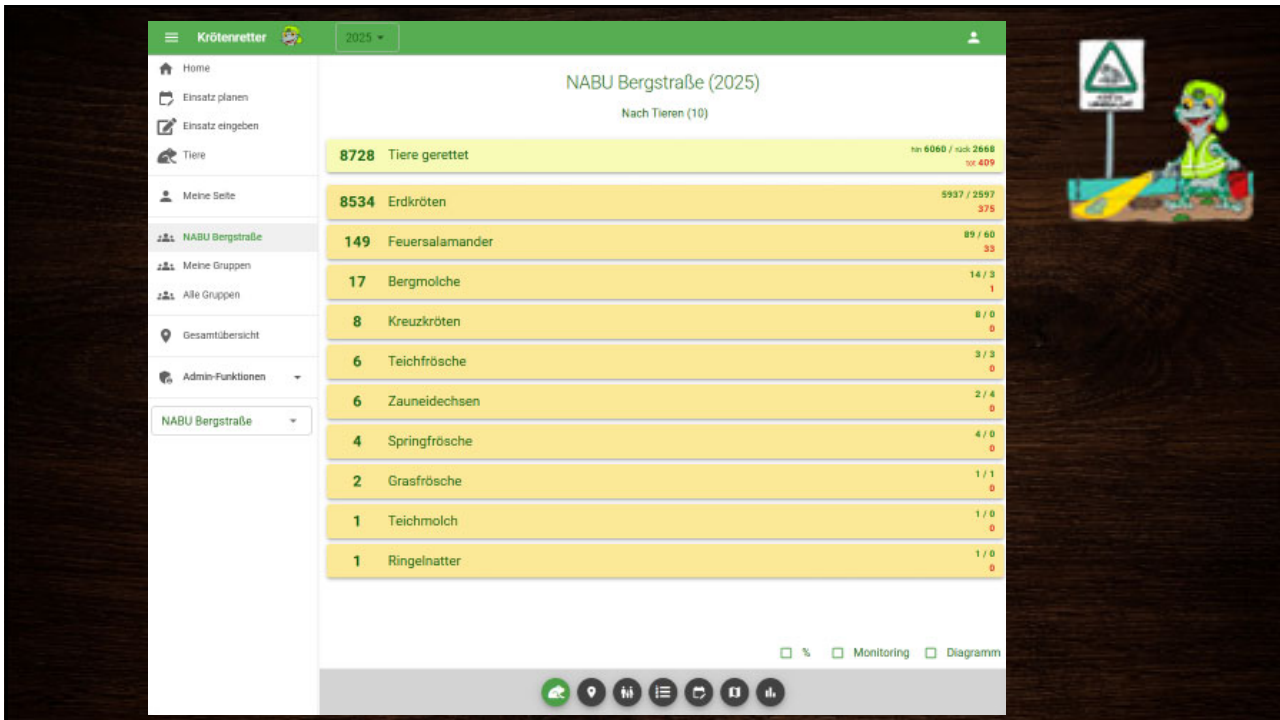 Krötenretter
2025
Home
Einsatz planen
Einsatz eingeben
Tiere
Meine Seite
NABU Bergstraße
Meine Gruppen
Alle Gruppen
Gesamtübersicht
Admin-Funktionen
NABU Bergstraße
NABU Bergstraße (2025)
Nach Tieren (10)
8728 Tiere gerettet hin 6060 / rück 2668
tot 409
8534 Erdkröten 5937 / 2597
375
149 Feuersalamander 89 / 60
33
17 Bergmolche 14 / 3
1
8 Kreuzkröten 8 / 0
0
6 Teichfrösche 3 / 3
0
6 Zauneidechsen 2 / 4
0
4 Springfrösche 4 / 0
0
2 Grasfrösche 1 / 1
0
1 Teichmolch 1 / 0
0
1 Ringelnatter 1 / 0
0
% Monitoring Diagramm